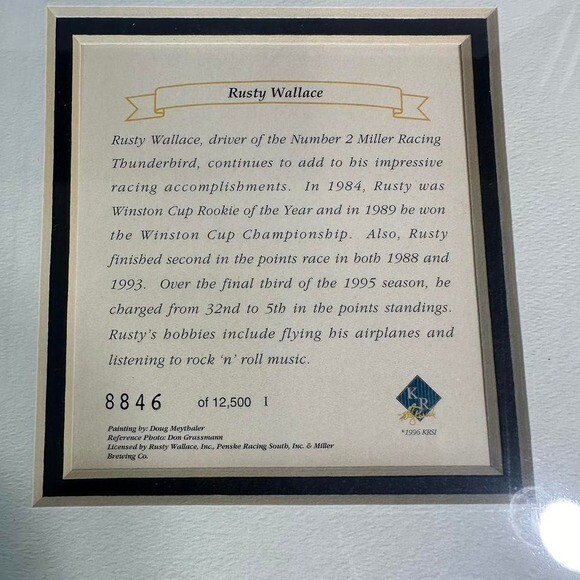 Rusty Wallace
Rusty Wallace, driver of the Number 2 Miller Racing
Thunderbird, continues to add to his impressive
racing accomplishments. In 1984, Rusty was
Winston Cup Rookie of the Year and in 1989 he won
the Winston Cup Championship. Also, Rusty
finished second in the points race in both 1988 and
1993. Over the final third of the 1995 season, he
charged from 32nd to 5th in the points standings.
Rusty's hobbies include flying his airplanes and
listening to rock 'n' roll music.
8846 of 12,500 I
K R
Painting by: Doug Meythaler
Reference Photo: Don Grassmann
Licensed by Rusty Wallace, Inc., Penske Racing South, Inc. & Miller
Brewing Co.
*1996 KRSI